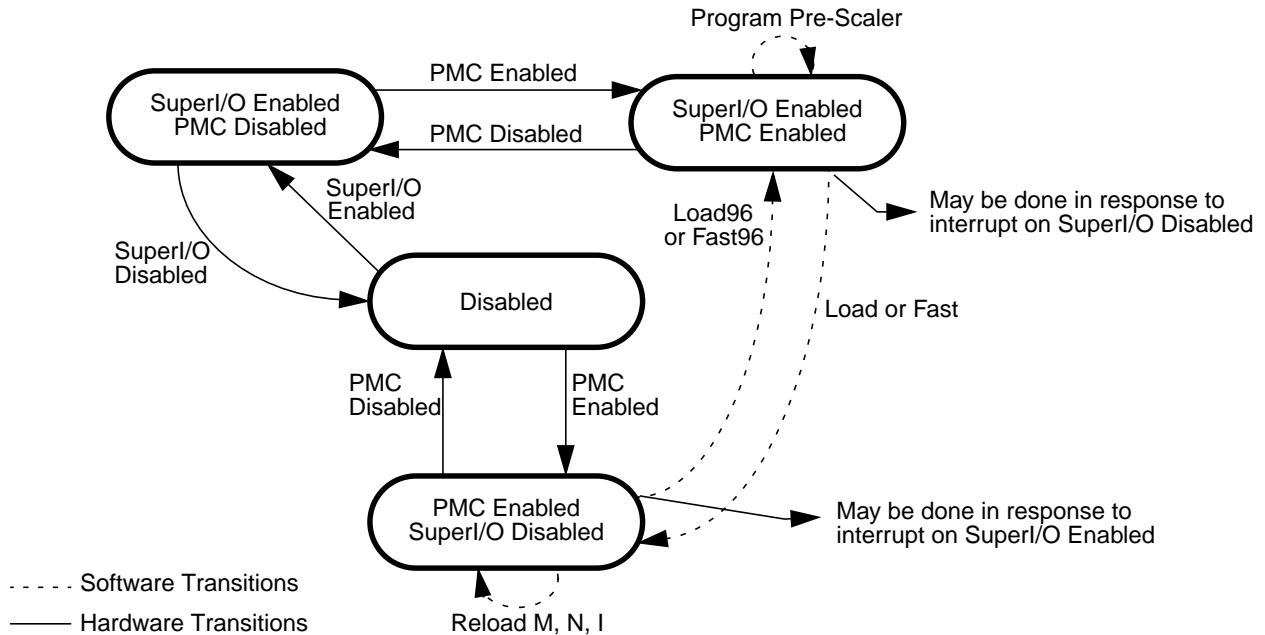 Program Pre-Scaler
PMC Enabled
SuperI/O Enabled
PMC Disabled
SuperI/O Enabled
PMC Enabled
PMC Disabled
SuperI/O
Enabled
Load96
or Fast96
May be done in response to
interrupt on SuperI/O Disabled
SuperI/O
Disabled
Disabled
Load or Fast
PMC
Disabled
PMC
Enabled
PMC Enabled
SuperI/O Disabled
May be done in response to
interrupt on SuperI/O Enabled
Software Transitions
Hardware Transitions
Reload M, N, I